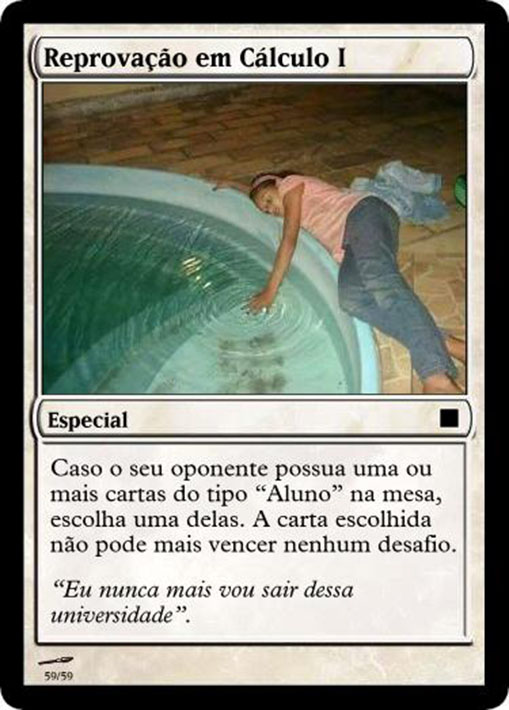 Reprovação em Cálculo I
Especial
Caso o seu oponente possua uma ou
mais cartas do tipo “Aluno” na mesa,
escolha uma delas. A carta escolhida
não pode mais vencer nenhum desafio.
“Eu nunca mais vou sair dessa
universidade”.
59/59